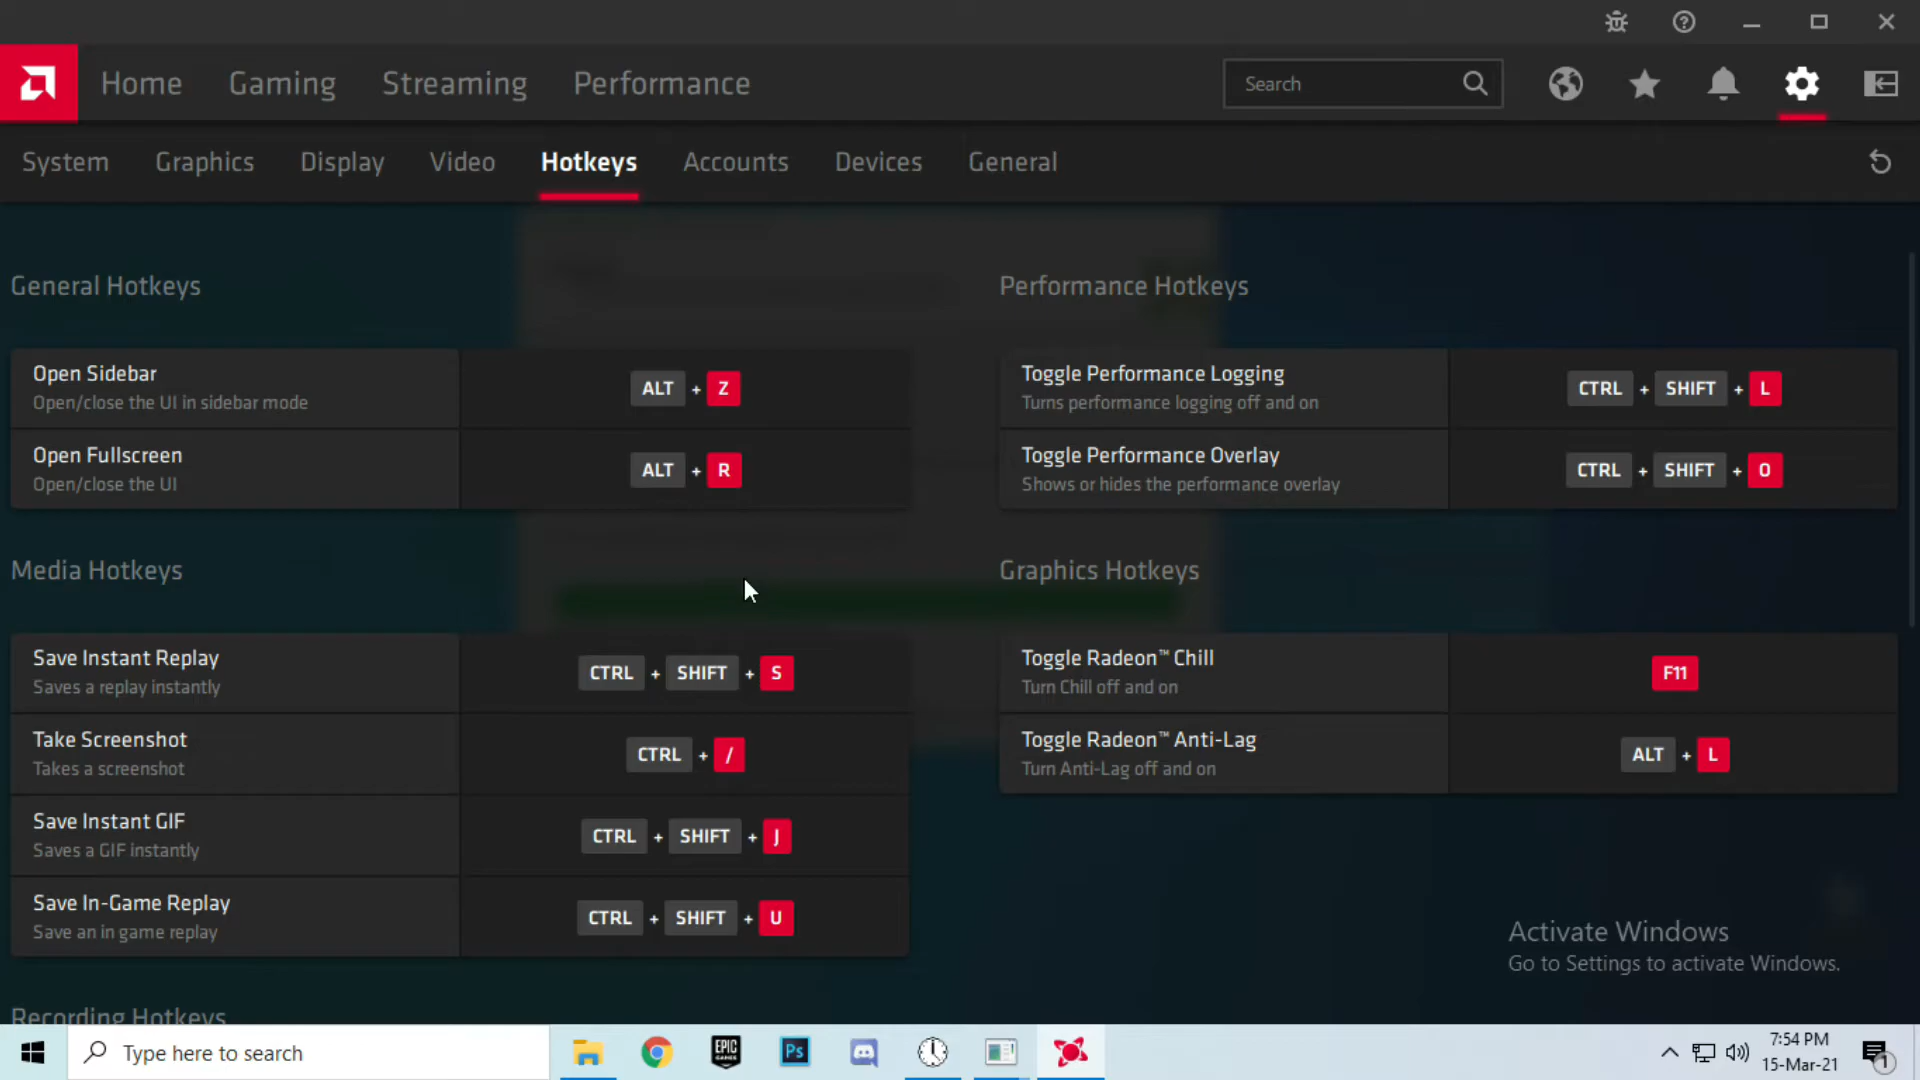 Home Gaming Streaming Performance Search
System Graphics Display Video Hotkeys Accounts Devices General
General Hotkeys
Open Sidebar
Open/close the UI in sidebar mode
ALT + Z
Open Fullscreen
Open/close the UI
ALT + R
Media Hotkeys
Save Instant Replay
Saves a replay instantly
CTRL + SHIFT + S
Take Screenshot
Takes a screenshot
CTRL + /
Save Instant GIF
Saves a GIF instantly
CTRL + SHIFT + J
Save In-Game Replay
Save an in game replay
CTRL + SHIFT + U
Recording Hotkeys
Performance Hotkeys
Toggle Performance Logging
Turns performance logging off and on
CTRL + SHIFT + L
Toggle Performance Overlay
Shows or hides the performance overlay
CTRL + SHIFT + O
Graphics Hotkeys
Toggle Radeon™ Chill
Turn Chill off and on
F11
Toggle Radeon™ Anti-Lag
Turn Anti-Lag off and on
ALT + L
Activate Windows
Go to Settings to activate Windows.
Type here to search
EPIC
GAMES
Ps
7:54 PM
15-Mar-21
1